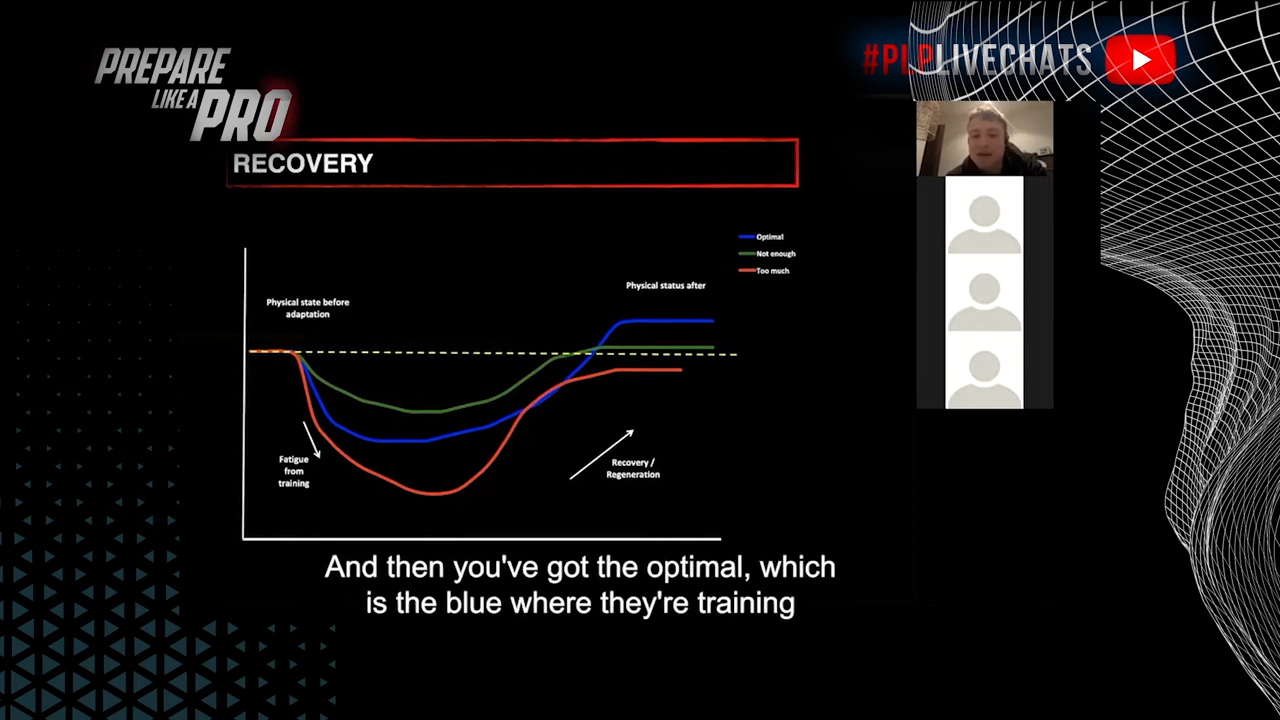 PREPARE
LIKE A
PRO
#PLPLIVECHATS
RECOVERY
Optimal
Not enough
Too much
Physical status after
Physical state before
adaptation
Fatigue
from
training
Recovery /
Regeneration
And then you've got the optimal, which
is the blue where they're training